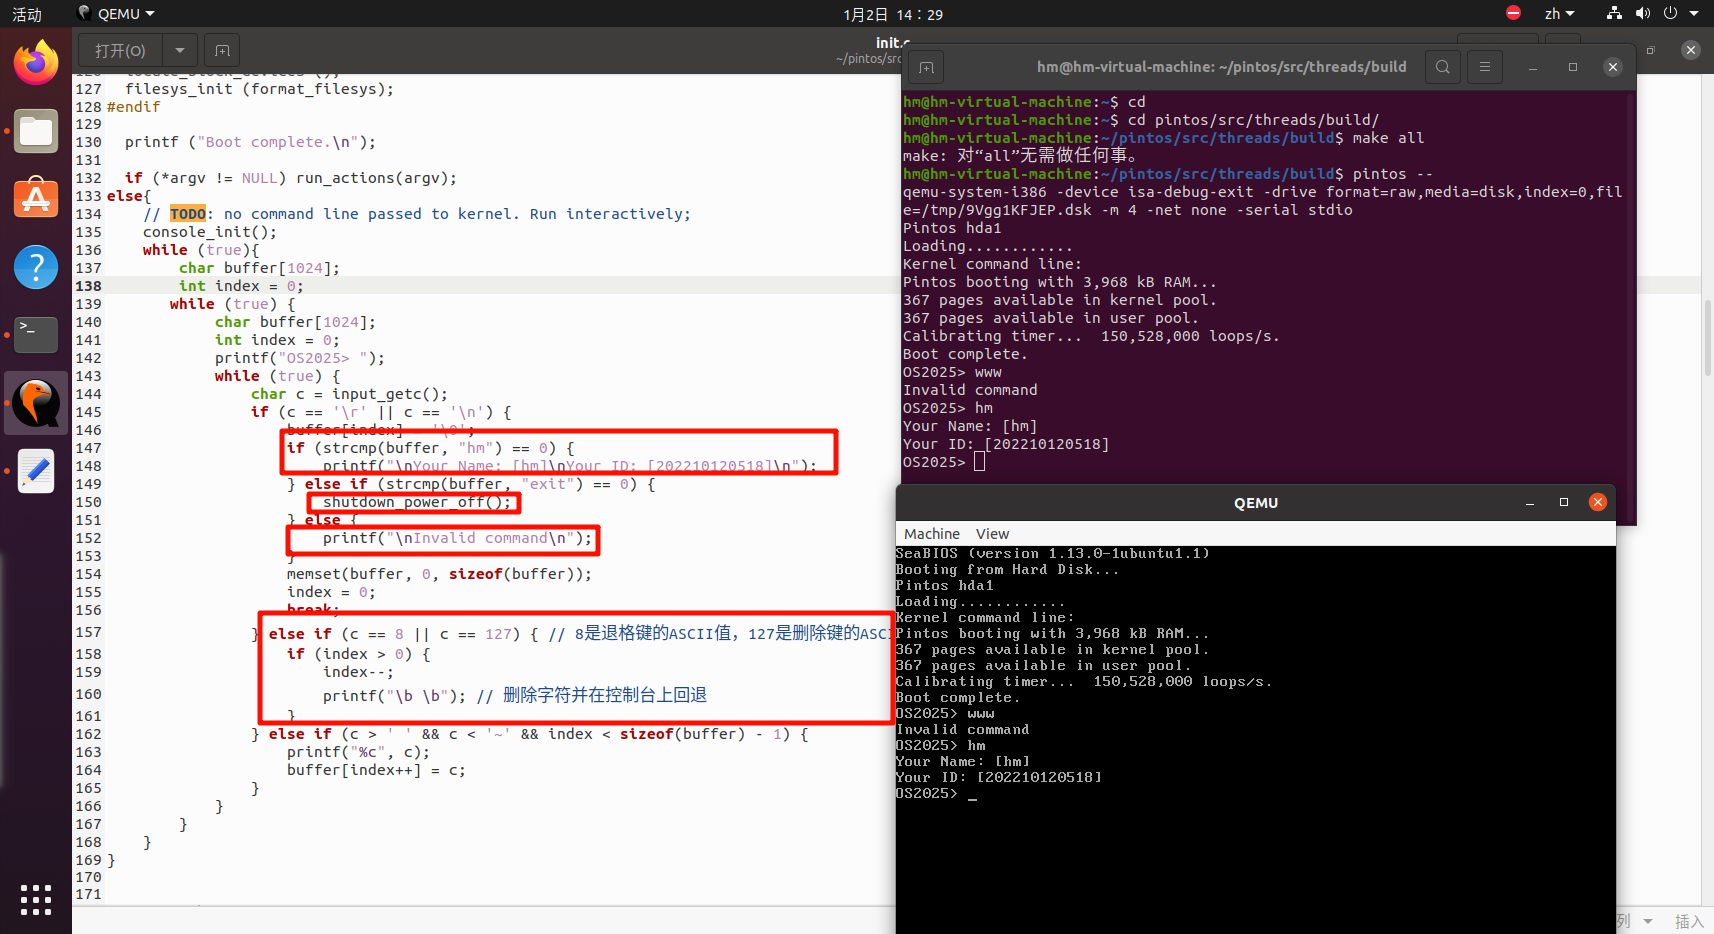 活动
QEMU
1月2日 14：29
zh
打开(O)
init.c
~/pintos/src
126 locate_block_devices ();
127 filesys_init (format_filesys);
128 #endif
129
130 printf ("Boot complete.\n");
131
132 if (*argv != NULL) run_actions(argv);
133 else{
134 // TODO: no command line passed to kernel. Run interactively;
135 console_init();
136 while (true){
137 char buffer[1024];
138 int index = 0;
139 while (true) {
140 char buffer[1024];
141 int index = 0;
142 printf("OS2025> ");
143 while (true) {
144 char c = input_getc();
145 if (c == '\r' || c == '\n') {
146 buffer[index] = '\0';
147 if (strcmp(buffer, "hm") == 0) {
148 printf("\nYour Name: [hm]\nYour ID: [202210120518]\n");
149 } else if (strcmp(buffer, "exit") == 0) {
150 shutdown_power_off();
151 } else {
152 printf("\nInvalid command\n");
153 }
154 memset(buffer, 0, sizeof(buffer));
155 index = 0;
156 break;
157 } else if (c == 8 || c == 127) { // 8是退格键的ASCII值，127是删除键的ASCI
158 if (index > 0) {
159 index--;
160 printf("\b \b"); // 删除字符并在控制台上回退
161 }
162 } else if (c > ' ' && c < '~' && index < sizeof(buffer) - 1) {
163 printf("%c", c);
164 buffer[index++] = c;
165 }
166 }
167 }
168 }
169 }
170
171
列
插入
hm@hm-virtual-machine: ~/pintos/src/threads/build
hm@hm-virtual-machine:~$ cd
hm@hm-virtual-machine:~$ cd pintos/src/threads/build/
hm@hm-virtual-machine:~/pintos/src/threads/build$ make all
make: 对“all”无需做任何事。
hm@hm-virtual-machine:~/pintos/src/threads/build$ pintos --
qemu-system-i386 -device isa-debug-exit -drive format=raw,media=disk,index=0,fil
e=/tmp/9Vgg1KFJEP.dsk -m 4 -net none -serial stdio
Pintos hda1
Loading............
Kernel command line:
Pintos booting with 3,968 kB RAM...
367 pages available in kernel pool.
367 pages available in user pool.
Calibrating timer... 150,528,000 loops/s.
Boot complete.
OS2025> www
Invalid command
OS2025> hm
Your Name: [hm]
Your ID: [202210120518]
OS2025>
QEMU
Machine View
SeaBIOS (version 1.13.0-1ubuntu1.1)
Booting from Hard Disk...
Pintos hda1
Loading............
Kernel command line:
Pintos booting with 3,968 kB RAM...
367 pages available in kernel pool.
367 pages available in user pool.
Calibrating timer... 150,528,000 loops/s.
Boot complete.
OS2025> www
Invalid command
OS2025> hm
Your Name: [hm]
Your ID: [202210120518]
OS2025> _